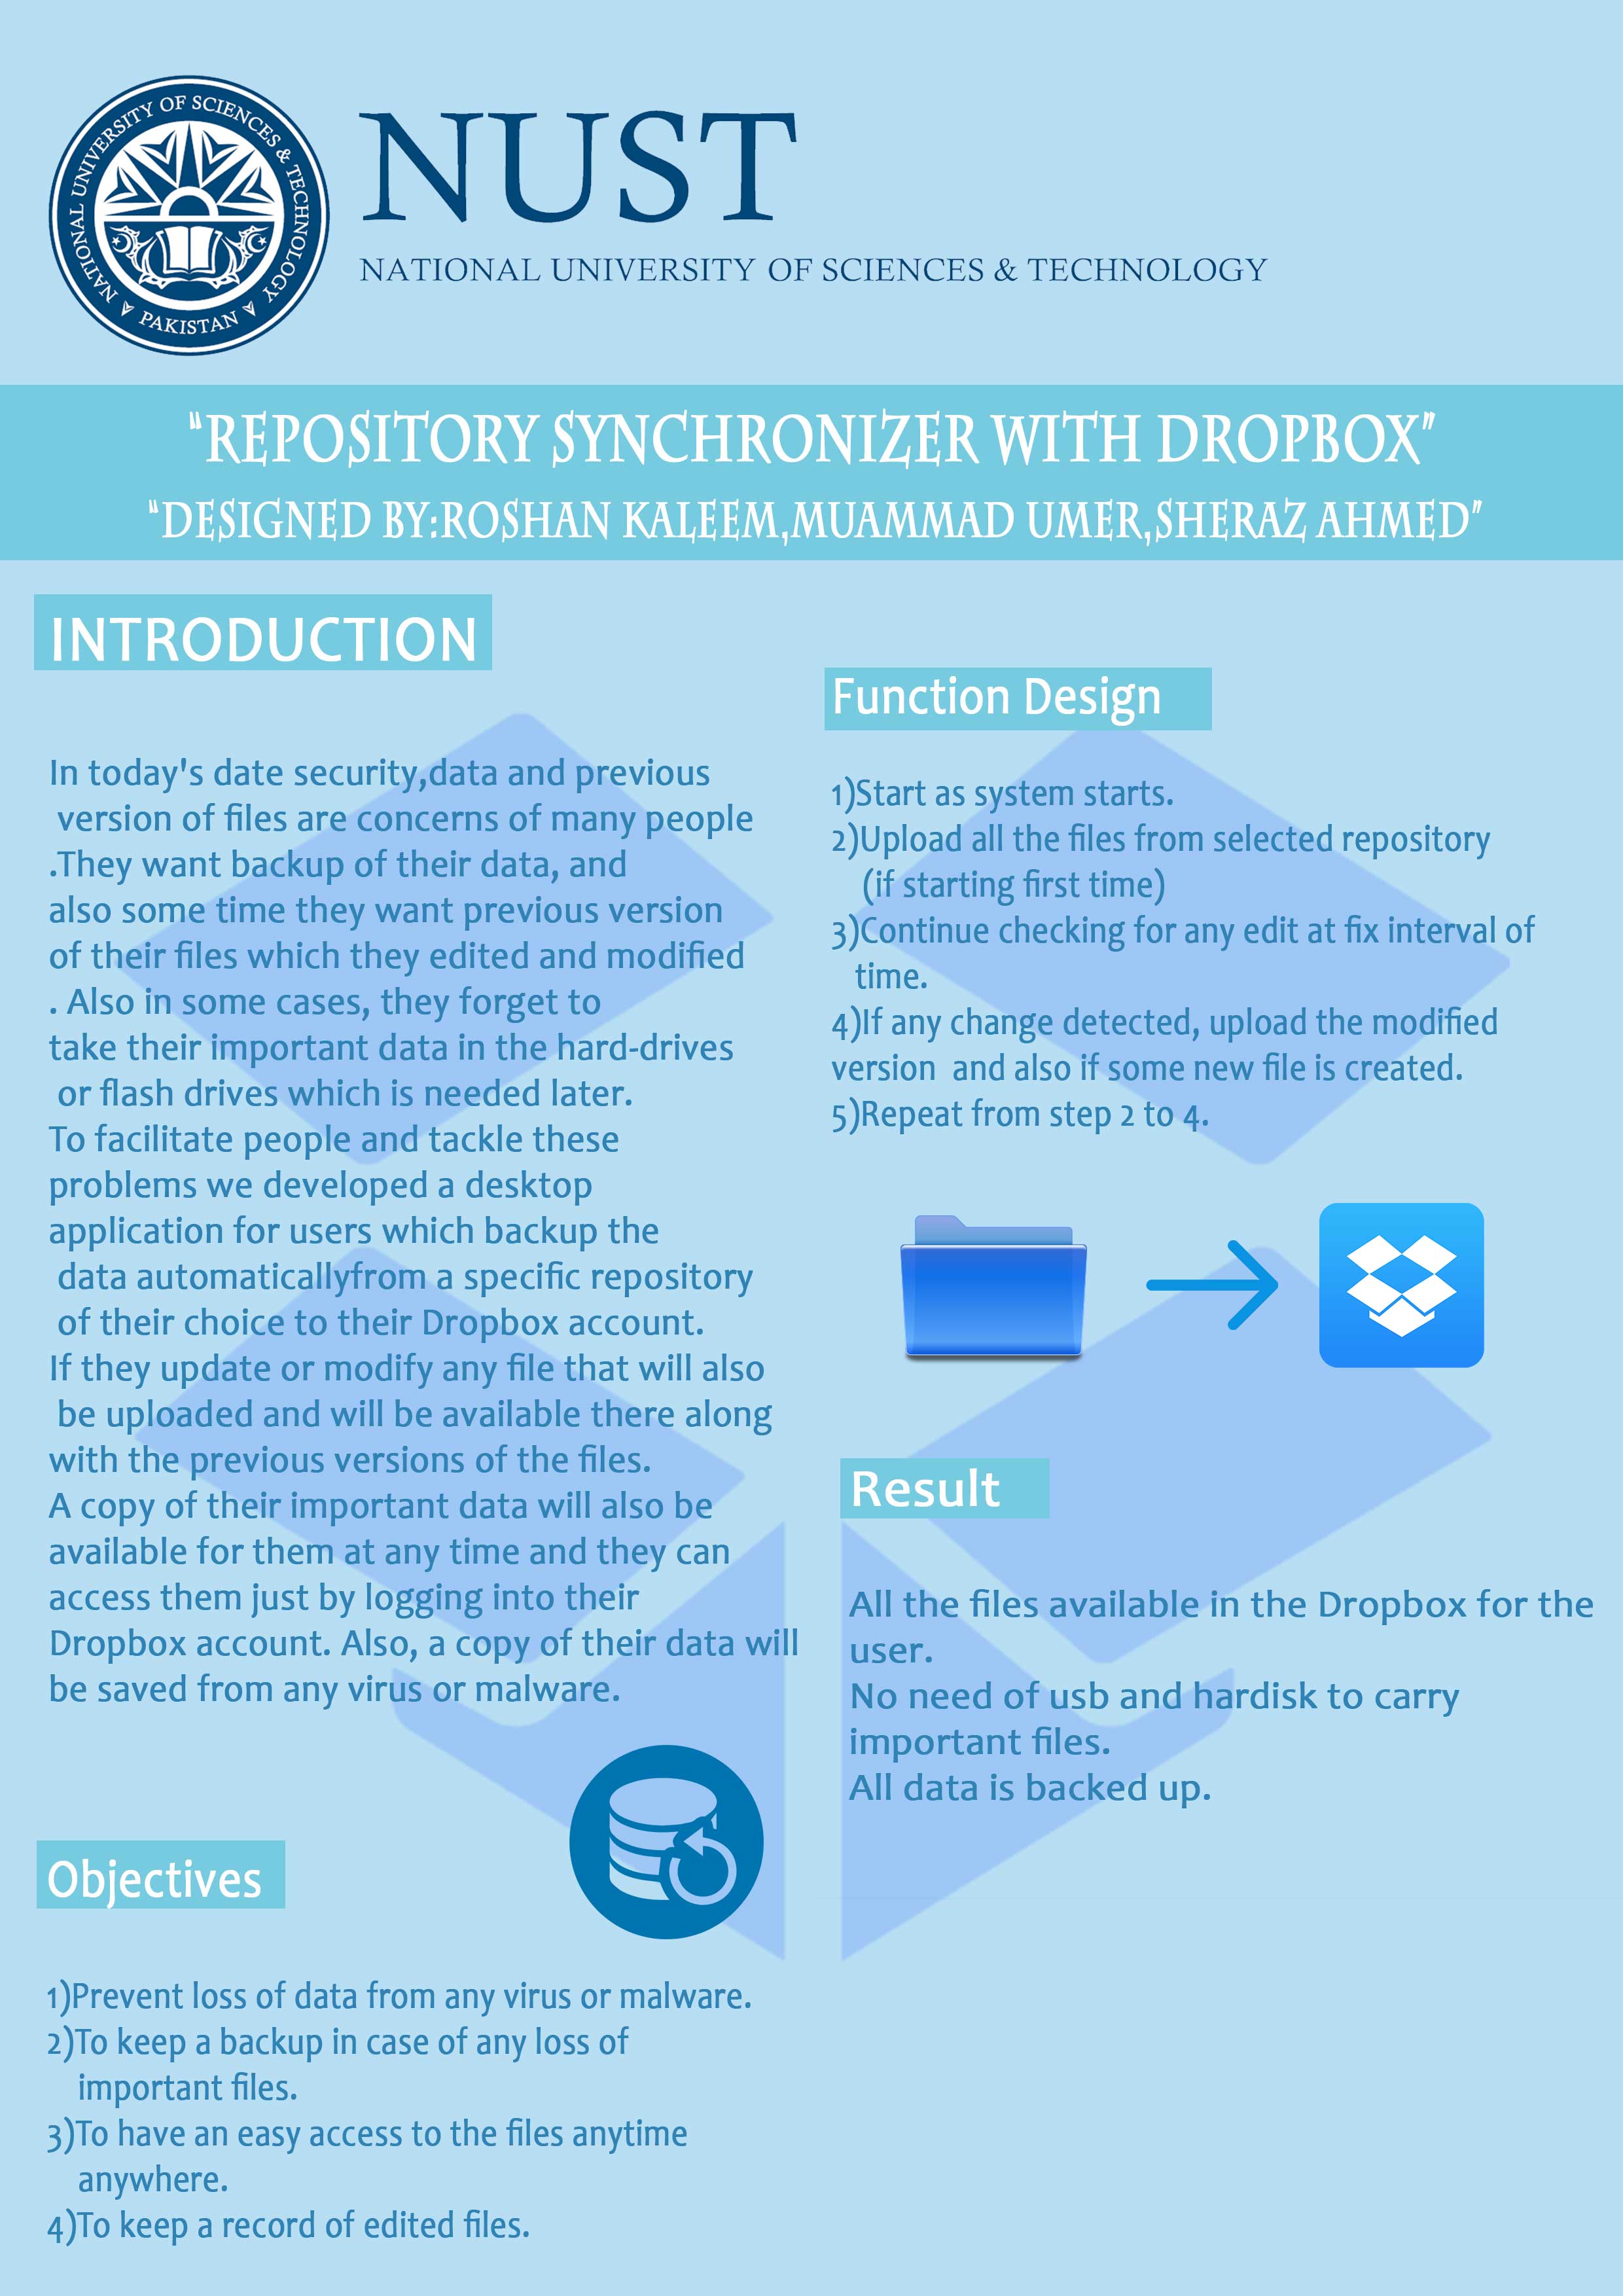 NATIONAL UNIVERSITY OF SCIENCES & TECHNOLOGY
PAKISTAN
NUST
NATIONAL UNIVERSITY OF SCIENCES & TECHNOLOGY
"REPOSITORY SYNCHRONIZER WITH DROPBOX"
"DESIGNED BY:ROSHAN KALEEM,MUAMMAD UMER,SHERAZ AHMED"
INTRODUCTION
In today's date security,data and previous
version of files are concerns of many people
.They want backup of their data, and
also some time they want previous version
of their files which they edited and modified
. Also in some cases, they forget to
take their important data in the hard-drives
or flash drives which is needed later.
To facilitate people and tackle these
problems we developed a desktop
application for users which backup the
data automaticallyfrom a specific repository
of their choice to their Dropbox account.
If they update or modify any file that will also
be uploaded and will be available there along
with the previous versions of the files.
A copy of their important data will also be
available for them at any time and they can
access them just by logging into their
Dropbox account. Also, a copy of their data will
be saved from any virus or malware.
Objectives
1)Prevent loss of data from any virus or malware.
2)To keep a backup in case of any loss of
important files.
3)To have an easy access to the files anytime
anywhere.
4)To keep a record of edited files.
Function Design
1)Start as system starts.
2)Upload all the files from selected repository
(if starting first time)
3)Continue checking for any edit at fix interval of
time.
4)If any change detected, upload the modified
version  and also if some new file is created.
5)Repeat from step 2 to 4.
Result
All the files available in the Dropbox for the
user.
No need of usb and hardisk to carry
important files.
All data is backed up.